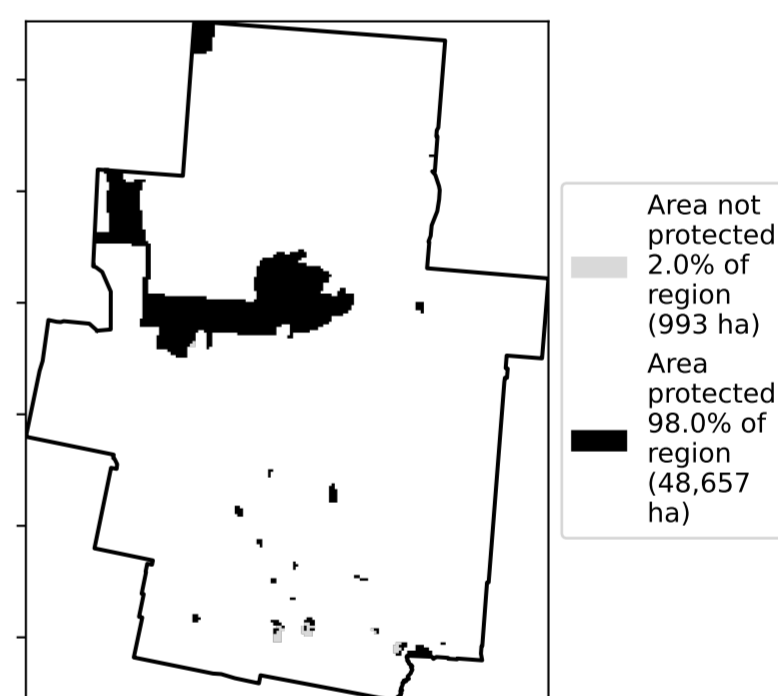 Area not
protected
2.0% of
region
(993 ha)
Area
protected
98.0% of
region
(48,657
ha)